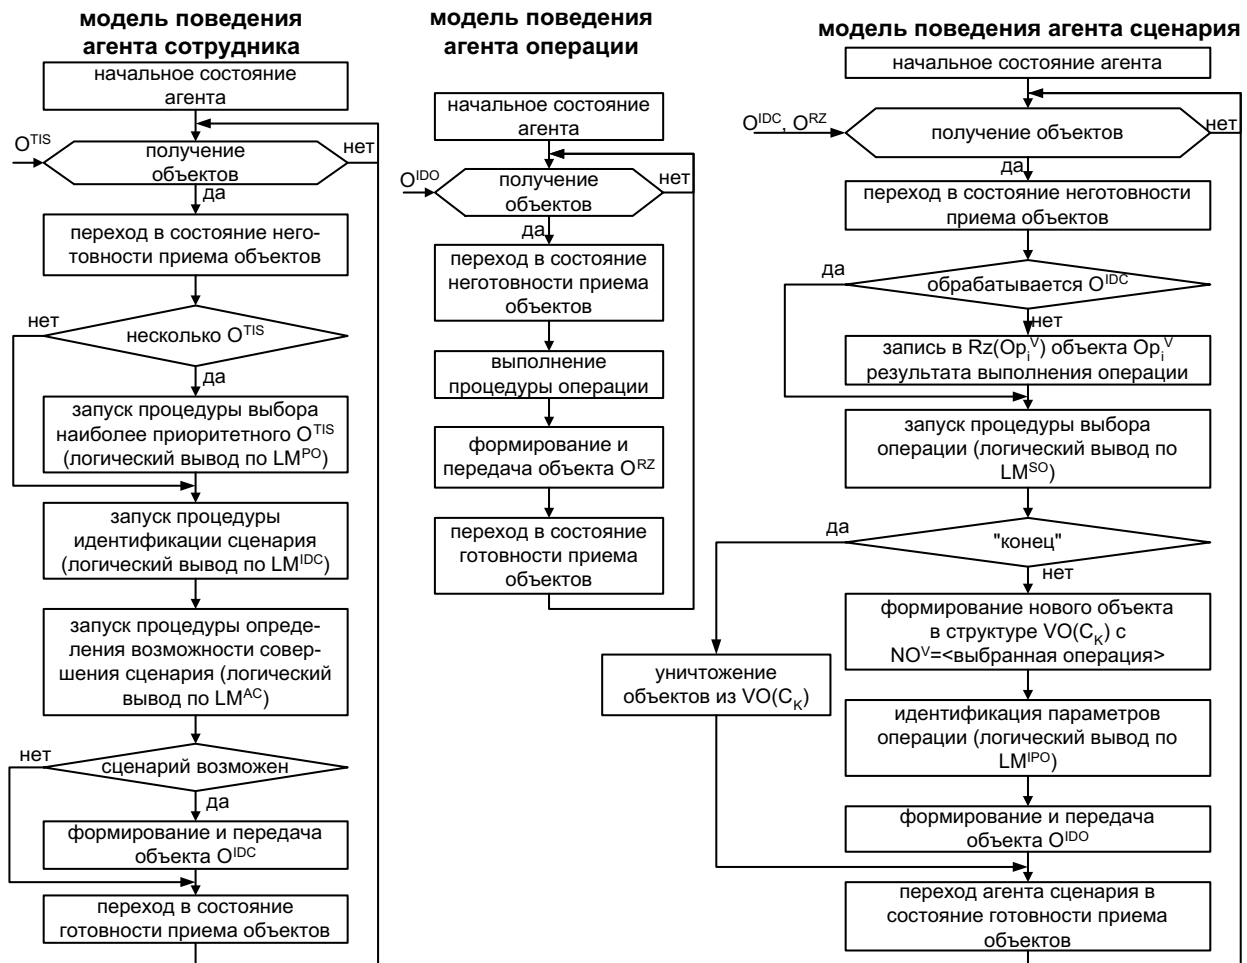 модель поведения
агента сотрудника
начальное состояние
агента
O^TIS
получение
объектов
нет
да
переход в состояние него-
товности приема объектов
нет
несколько O^TIS
да
запуск процедуры выбора
наиболее приоритетного O^TIS
(логический вывод по LM^PO)
запуск процедуры
идентификации сценария
(логический вывод по LM^IDC)
запуск процедуры опреде-
ления возможности совер-
шения сценария (логический
вывод по LM^AC)
нет
сценарий возможен
да
формирование и передача
объекта O^IDC
переход в состояние
готовности приема объектов
модель поведения
агента операции
начальное состояние
агента
O^IDO
получение
объектов
нет
да
переход в состояние
неготовности приема
объектов
выполнение
процедуры операции
формирование и
передача объекта O^RZ
переход в состояние
готовности приема
объектов
модель поведения агента сценария
начальное состояние агента
O^IDC, O^RZ
получение объектов
нет
да
переход в состояние неготовности
приема объектов
да
обрабатывается O^IDC
нет
запись в Rz(Op_i^V) объекта Op_i^V
результата выполнения операции
запуск процедуры выбора
операции (логический вывод по
LM^SO)
да
"конец"
нет
формирование нового объекта
в структуре VO(C_K) с
NO^V=<выбранная операция>
уничтожение
объектов из VO(C_K)
идентификация параметров
операции (логический вывод по
LM^IPO)
формирование и передача
объекта O^IDO
переход агента сценария в
состояние готовности приема
объектов